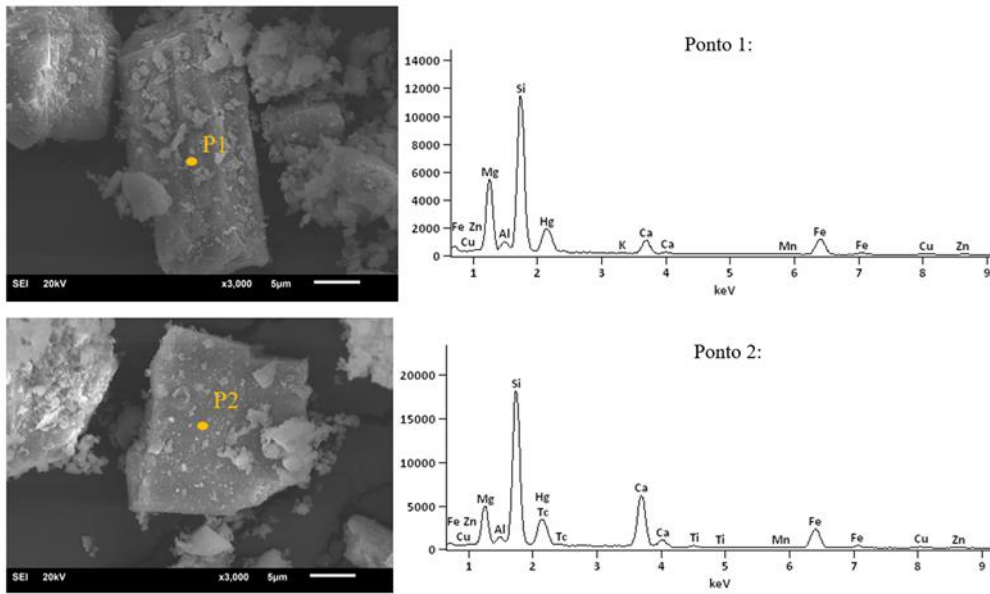 P1
SEI 20kV x3,000 5µm
Ponto 1:
14000
12000
10000
8000
6000
4000
2000
0
Si
Mg
Hg
Fe Zn
Cu
Al
K
Ca
Ca
Mn
Fe
Fe
Cu
Zn
1 2 3 4 5 6 7 8 9
keV
P2
SEI 20kV x3,000 5µm
Ponto 2:
20000
15000
10000
5000
0
Si
Mg
Hg
Tc
Fe Zn
Cu
Al
Tc
Ca
Ca
Ti
Ti
Mn
Fe
Fe
Cu
Zn
1 2 3 4 5 6 7 8 9
keV